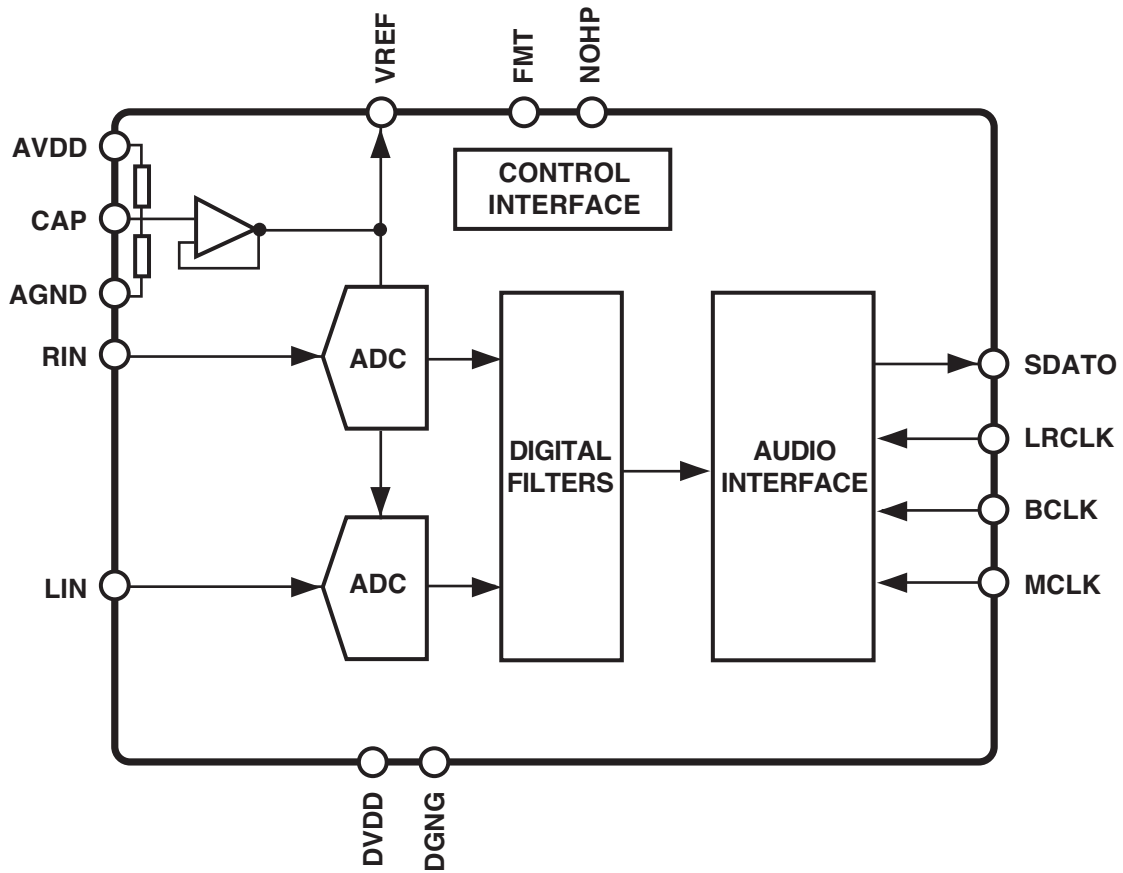 VREF
FMT
NOHP
AVDD
CAP
AGND
RIN
LIN
CONTROL
INTERFACE
ADC
ADC
DIGITAL
FILTERS
AUDIO
INTERFACE
SDATO
LRCLK
BCLK
MCLK
DVDD
DGNG